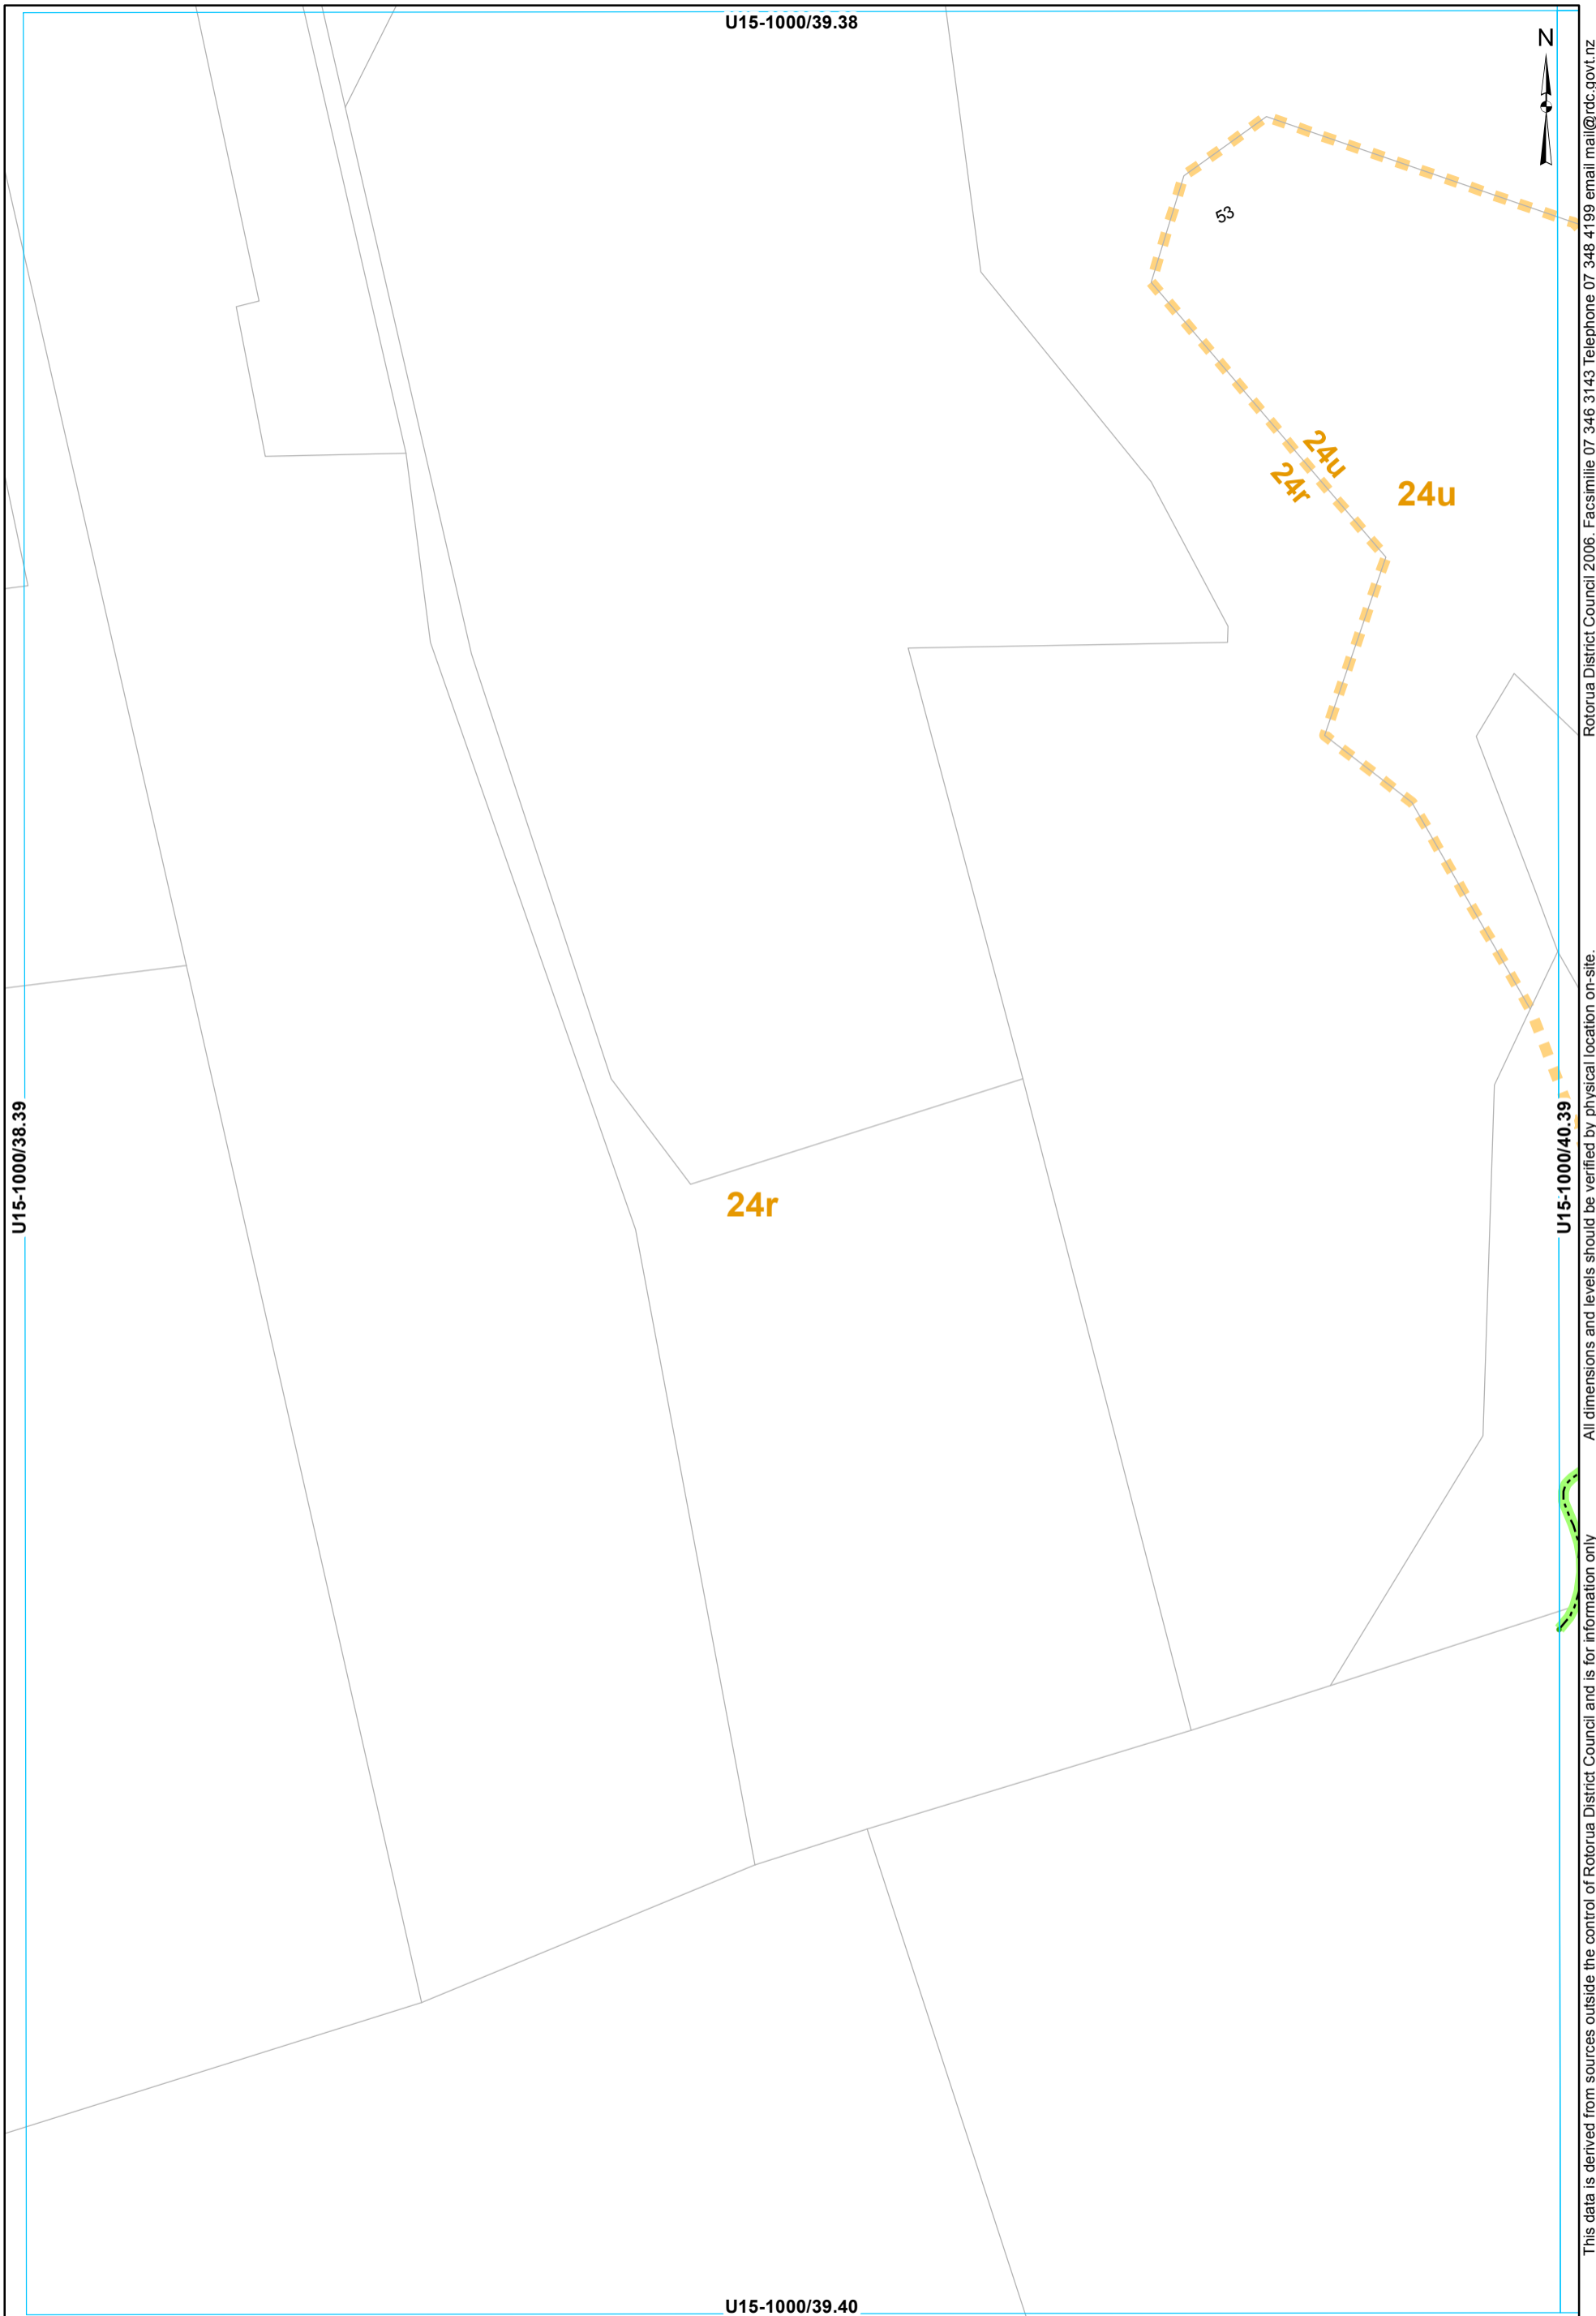 U15-1000/39.38
N
53
24u
24r
24u
U15-1000/38.39
U15-1000/40.39
24r
U15-1000/39.40
Rotorua District Council 2006. Facsimilie 07 346 3143 Telephone 07 348 4199 email mail@rdc.govt.nz
All dimensions and levels should be verified by physical location on-site.
This data is derived from sources outside the control of Rotorua District Council and is for information only